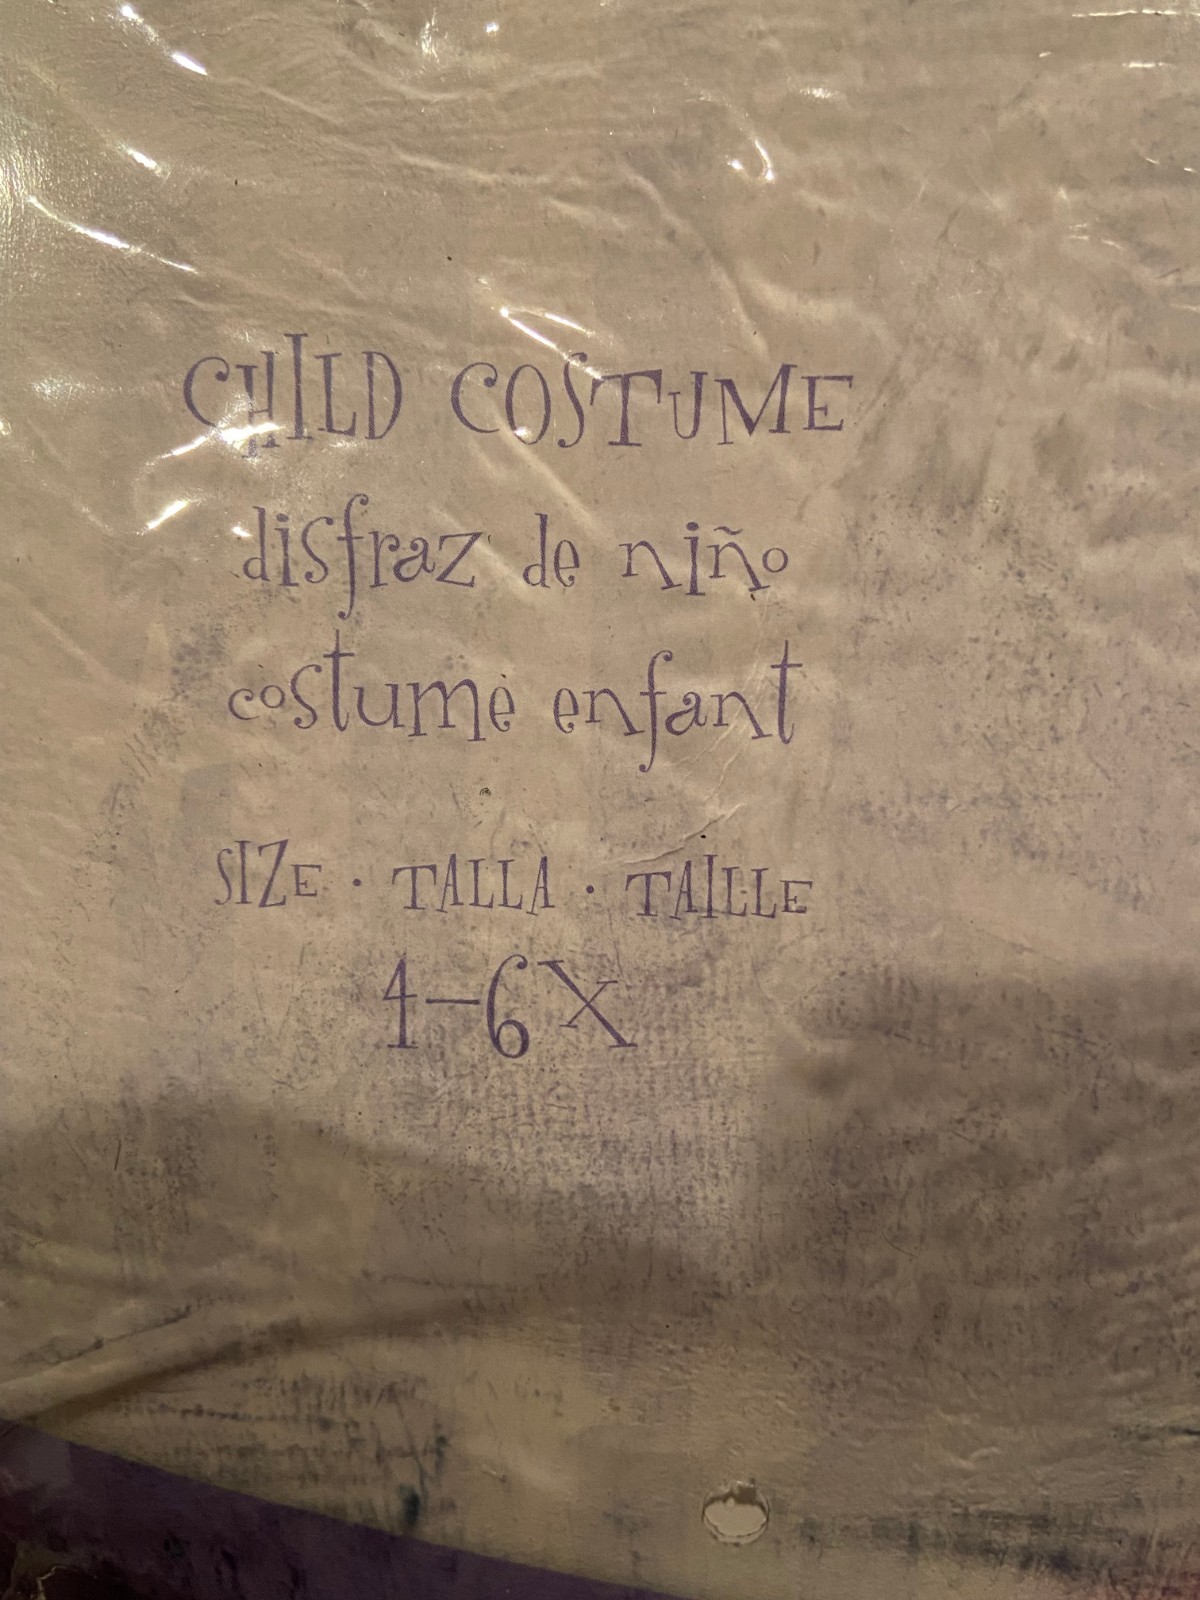 CHILD COSTUME
disfraz de niño
costume enfant
SIZE · TALLA · TAILLE
4–6X